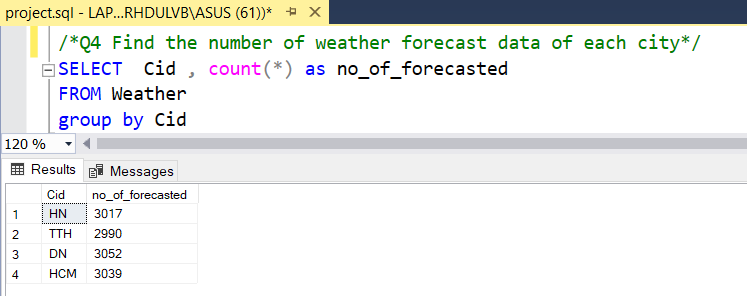 project.sql - LAP...RHDULVB\ASUS (61))*
/*Q4 Find the number of weather forecast data of each city*/
SELECT Cid , count(*) as no_of_forecasted
FROM Weather
group by Cid
120 %
Results Messages
Cid no_of_forecasted
1 HN 3017
2 TTH 2990
3 DN 3052
4 HCM 3039